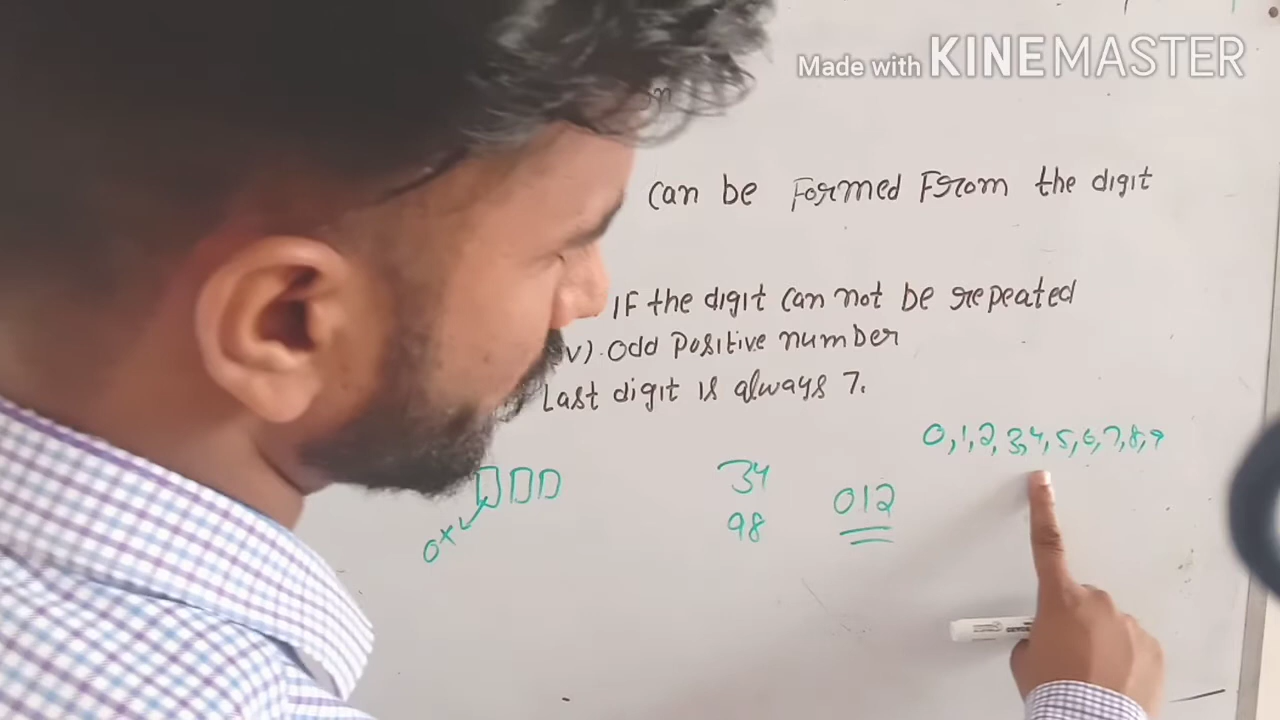 Made with KINEMASTER
can be Formed From the digit
IF the digit can not be repeated
v). odd Positive number
Last digit is always 7.
0,1,2,3,4,5,6,7,8,9
34
98
012
0x